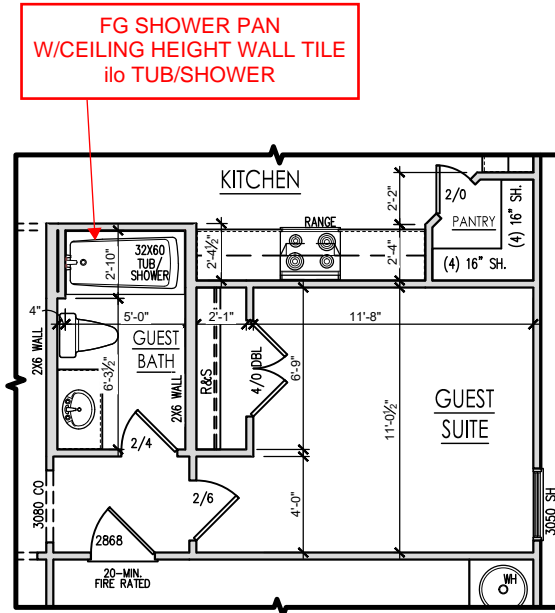 FG SHOWER PAN
W/CEILING HEIGHT WALL TILE
ilo TUB/SHOWER
KITCHEN
2'-2"
2/0
PANTRY
(4) 16" SH.
(4) 16" SH.
RANGE
2'-4½"
2'-4"
32X60
TUB/
SHOWER
2'-10"
4"
5'-0"
2'-1"
11'-8"
2X6 WALL
GUEST
BATH
6'-3½"
2X6 WALL
R&S
4/0 DBL
6'-9"
11'-0½"
GUEST
SUITE
2/4
2/6
4'-0"
3080 CO
3050 SH
2868
20-MIN.
FIRE RATED
WH